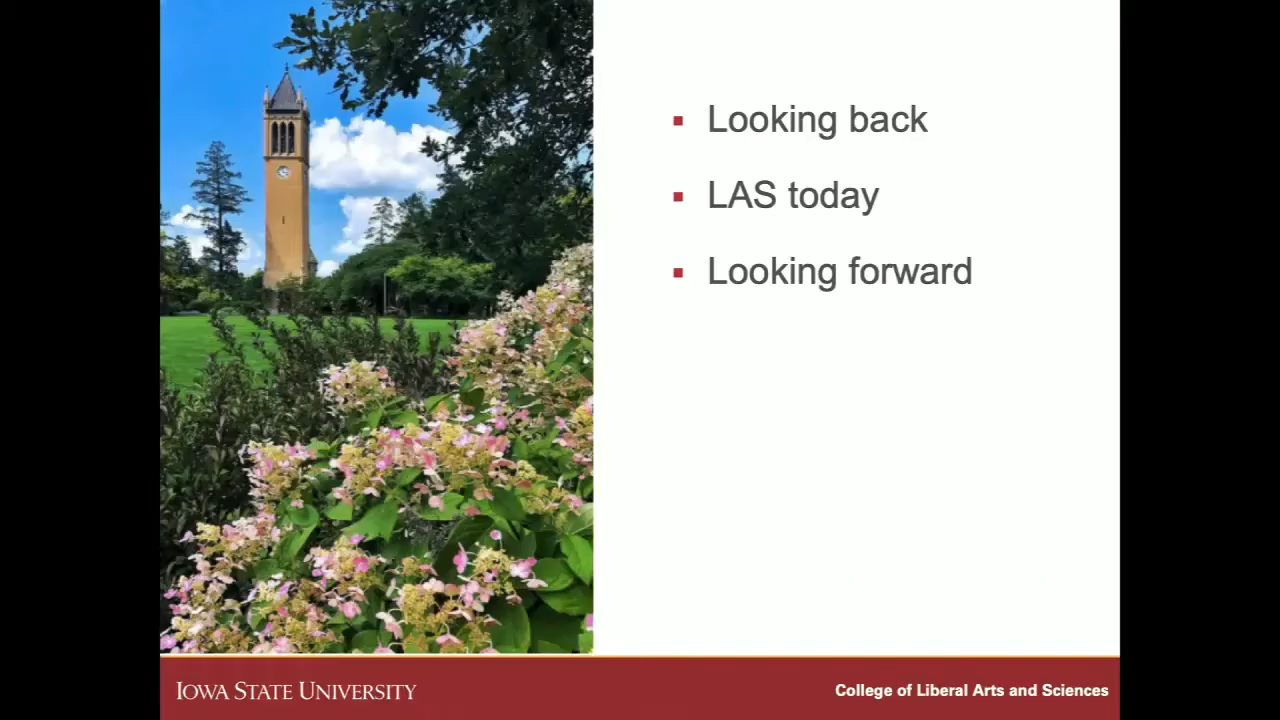 Looking back
LAS today
Looking forward
IOWA STATE UNIVERSITY
College of Liberal Arts and Sciences